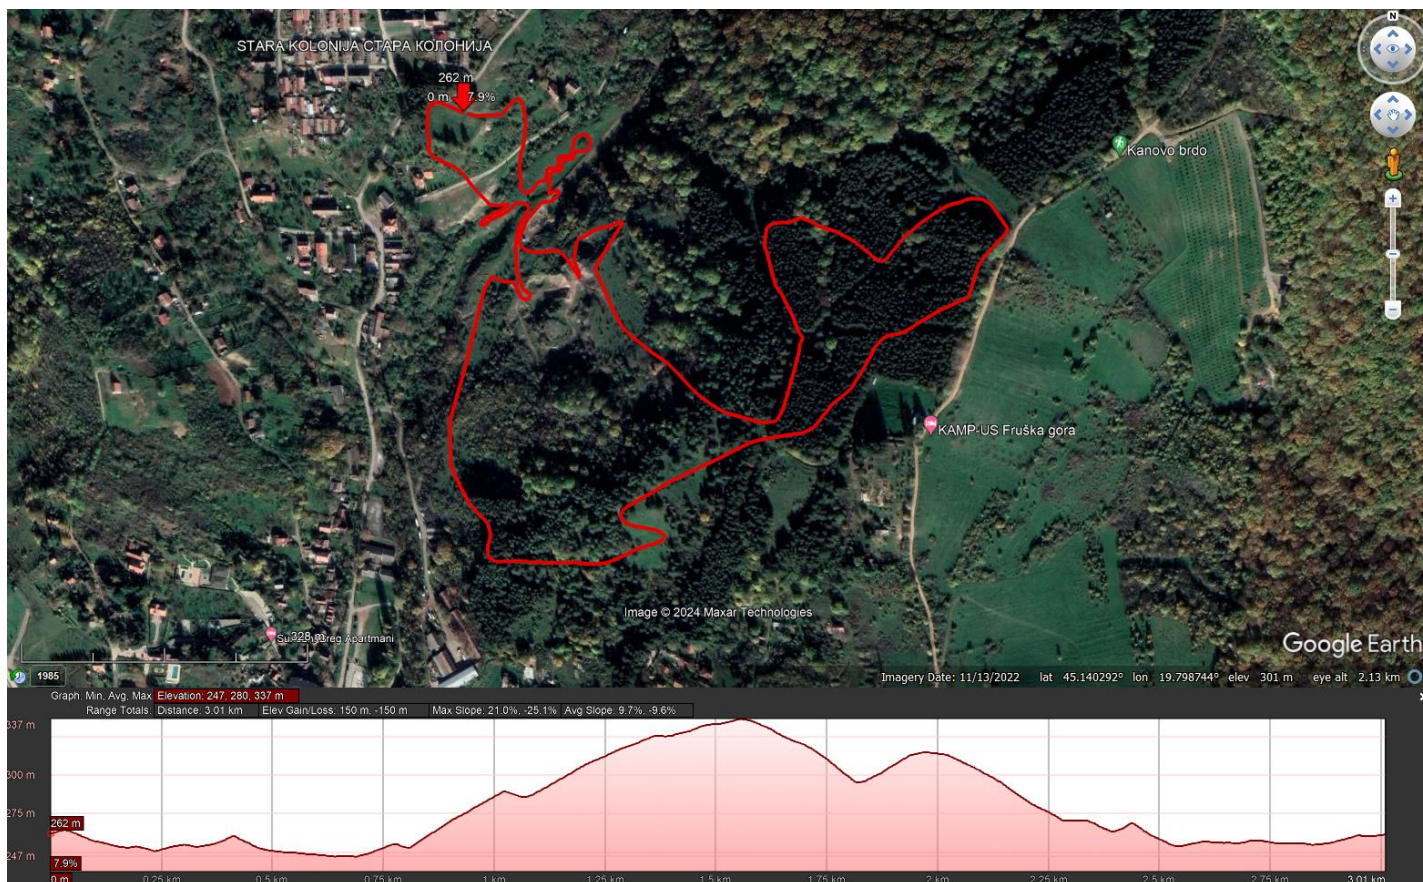 N
STARA KOLONIJA СТАРА КОЛОНИЈА
262 m
0 m 7.9%
Kanovo brdo
KAMP-US Fruška gora
Image © 2024 Maxar Technologies
328 m
Breg Apartmani
Google Earth
1985
Imagery Date: 11/13/2022 lat 45.140292° lon 19.798744° elev 301 m eye alt 2.13 km
Graph: Min, Avg, Max Elevation: 247, 280, 337 m
Range Totals: Distance: 3.01 km Elev Gain/Loss: 150 m, -150 m Max Slope: 21.0%, -25.1% Avg Slope: 9.7%, -9.6%
337 m
300 m
275 m
262 m
247 m
7.9%
0 m 0.25 km 0.5 km 0.75 km 1 km 1.25 km 1.5 km 1.75 km 2 km 2.25 km 2.5 km 2.75 km 3.01 km